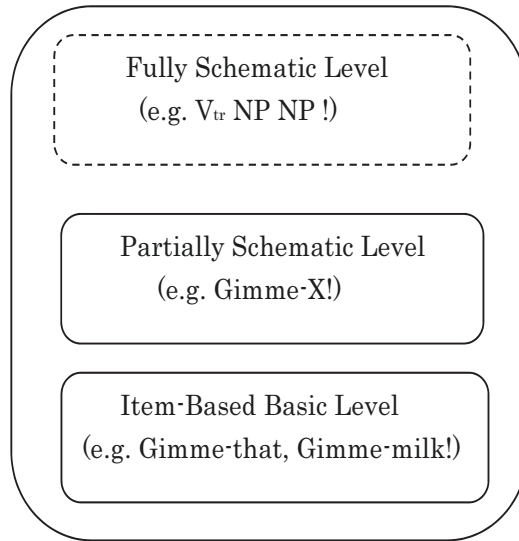 Fully Schematic Level
(e.g. Vtr NP NP !)
Partially Schematic Level
(e.g. Gimme-X!)
Item-Based Basic Level
(e.g. Gimme-that, Gimme-milk!)